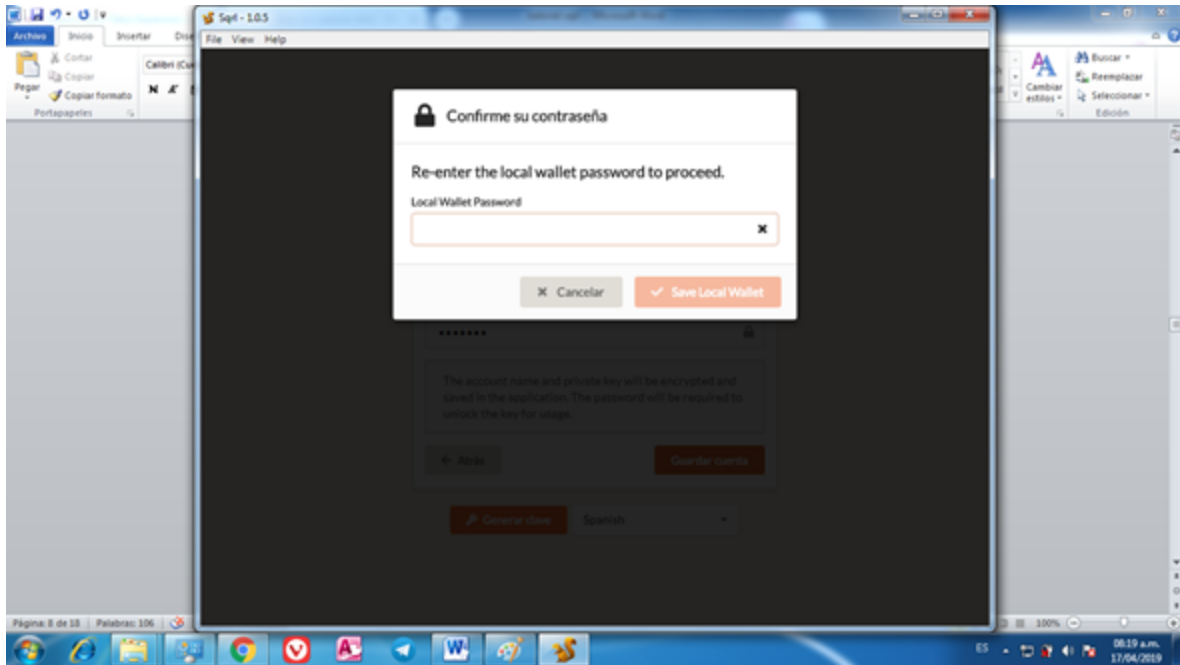 Sqrl - 1.0.5
File View Help
Archivo Inicio Insertar
Cortar
Copiar
Copiar formato
Pegar
Portapapeles
N K
Cambiar
estilos
Buscar
Reemplazar
Seleccionar
Edición
Confirme su contraseña
Re-enter the local wallet password to proceed.
Local Wallet Password
Cancelar
Save Local Wallet
The account name and private key will be encrypted and
saved in the application. The password will be required to
unlock the key for usage.
Atrás
Guardar cuenta
Generar clave
Spanish
Página: 8 de 18 Palabras: 106
100%
ES
08:19 a.m.
17/04/2019